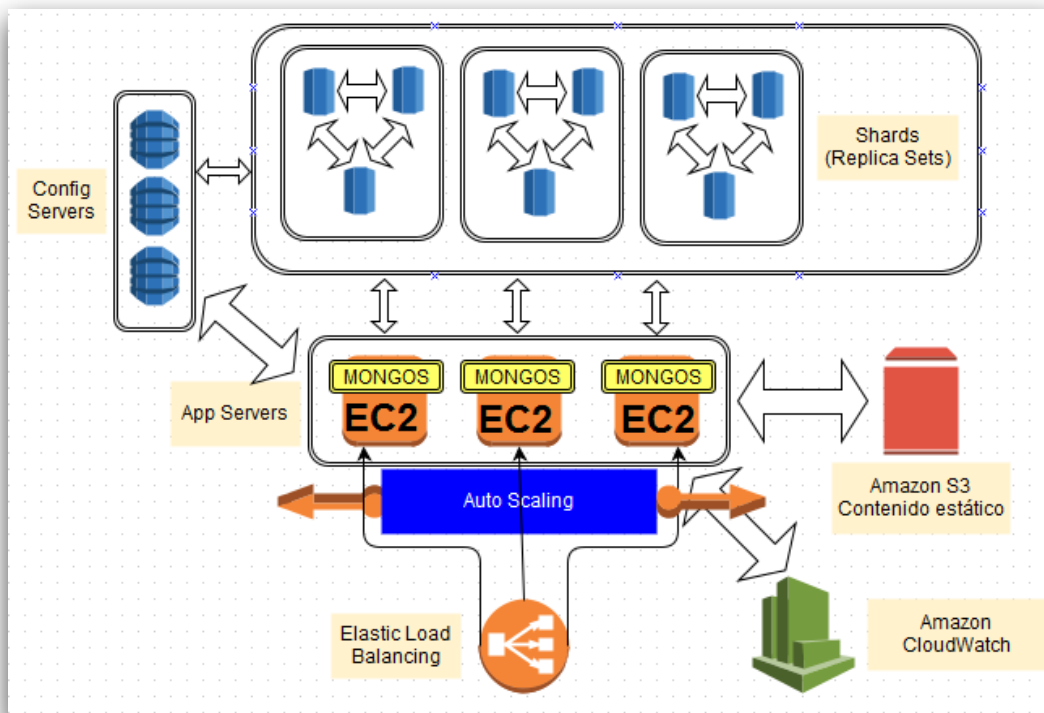 Shards
(Replica Sets)
Config
Servers
MONGOS
MONGOS
MONGOS
EC2
EC2
EC2
App Servers
Auto Scaling
Amazon S3
Contenido estático
Elastic Load
Balancing
Amazon
CloudWatch